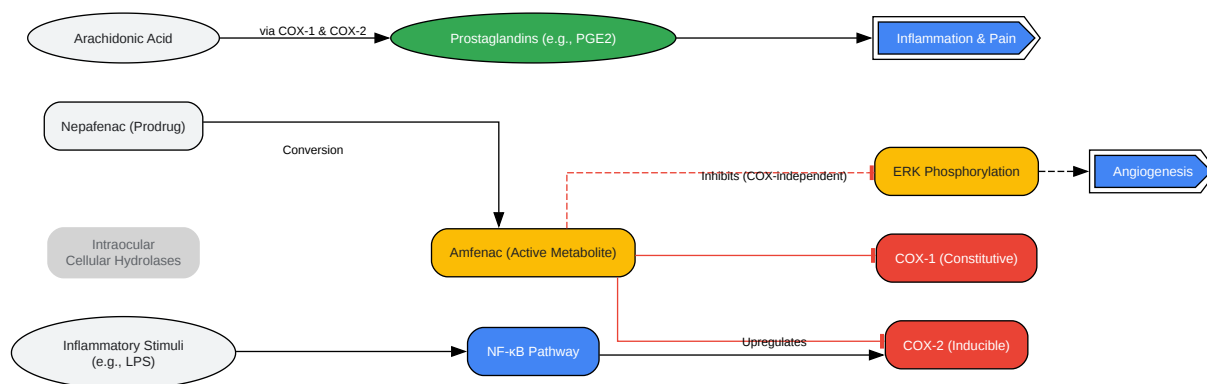 Arachidonic Acid
via COX-1 & COX-2
Prostaglandins (e.g., PGE2)
Inflammation & Pain
Nepafenac (Prodrug)
Conversion
Inhibits (COX-independent)
ERK Phosphorylation
Angiogenesis
Intraocular
Cellular Hydrolases
Amfenac (Active Metabolite)
COX-1 (Constitutive)
Inflammatory Stimuli
(e.g., LPS)
NF-κB Pathway
Upregulates
COX-2 (Inducible)